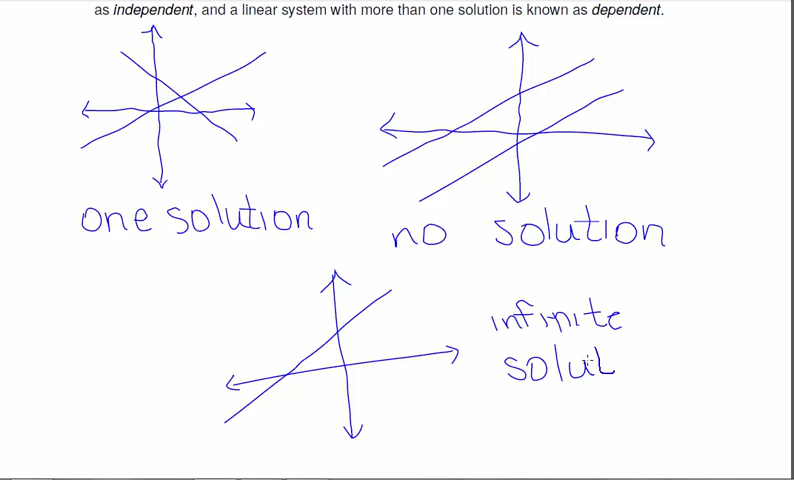 as independent, and a linear system with more than one solution is known as dependent.
one solution
no solution
infinite
solut